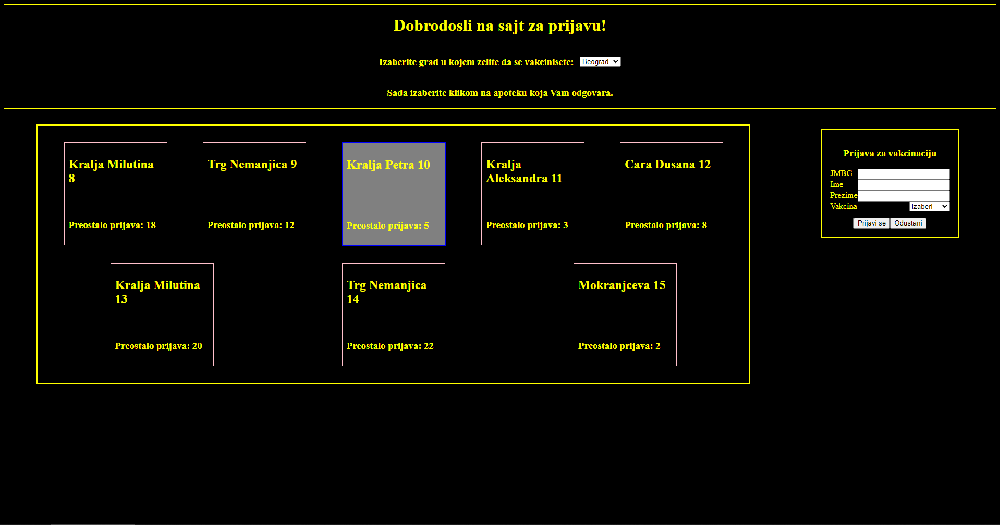 Dobrodosli na sajt za prijavu!
Izaberite grad u kojem zelite da se vakcinisete: Beograd
Sada izaberite klikom na apoteku koja Vam odgovara.
Kralja Milutina
8
Preostalo prijava: 18
Trg Nemanjica 9
Preostalo prijava: 12
Kralja Petra 10
Preostalo prijava: 5
Kralja
Aleksandra 11
Preostalo prijava: 3
Cara Dusana 12
Preostalo prijava: 8
Kralja Milutina
13
Preostalo prijava: 20
Trg Nemanjica
14
Preostalo prijava: 22
Mokranjceva 15
Preostalo prijava: 2
Prijava za vakcinaciju
JMBG
Ime
Prezime
Vakcina Izaberi
Prijavi se Odustani